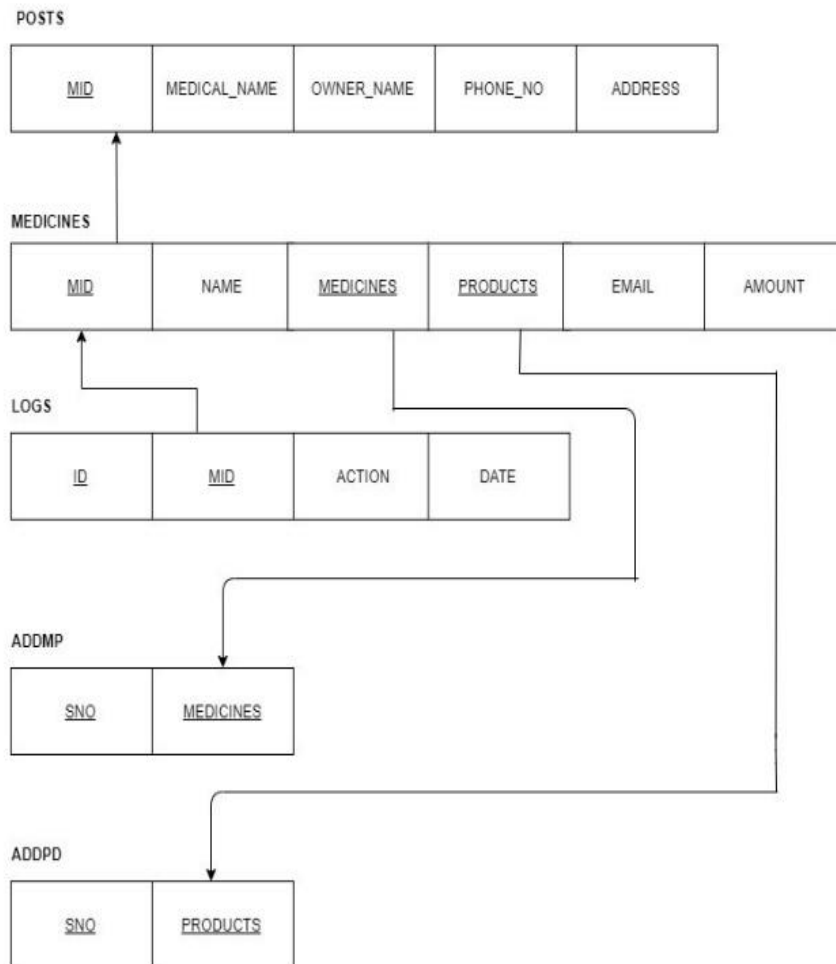 POSTS
MID MEDICAL_NAME OWNER_NAME PHONE_NO ADDRESS
MEDICINES
MID NAME MEDICINES PRODUCTS EMAIL AMOUNT
LOGS
ID MID ACTION DATE
ADDMP
SNO MEDICINES
ADDPD
SNO PRODUCTS